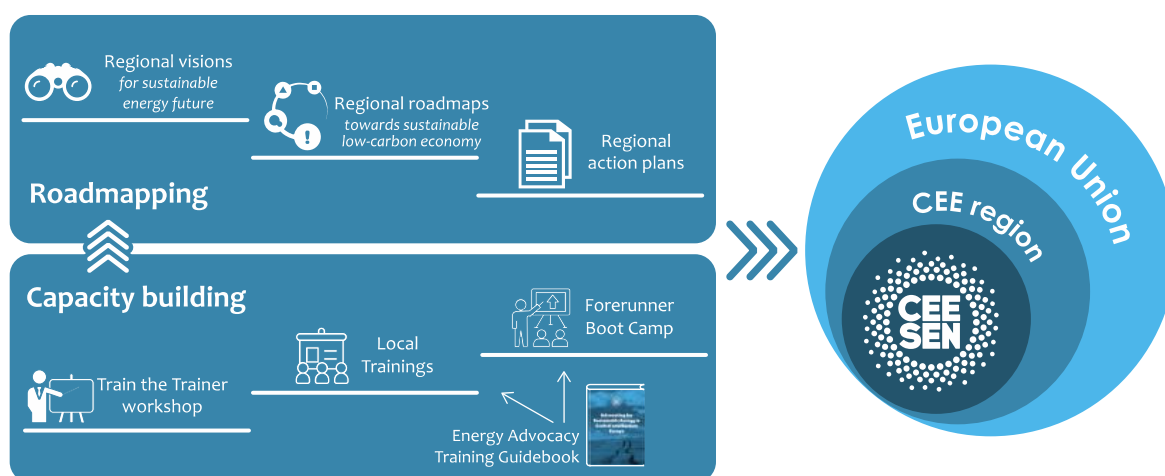 Regional visions
for sustainable
energy future
Regional roadmaps
towards sustainable
low-carbon economy
Regional
action plans
Roadmapping
Capacity building
Train the Trainer
workshop
Local
Trainings
Forerunner
Boot Camp
Energy Advocacy
Training Guidebook
European Union
CEE region
CEE
SEN